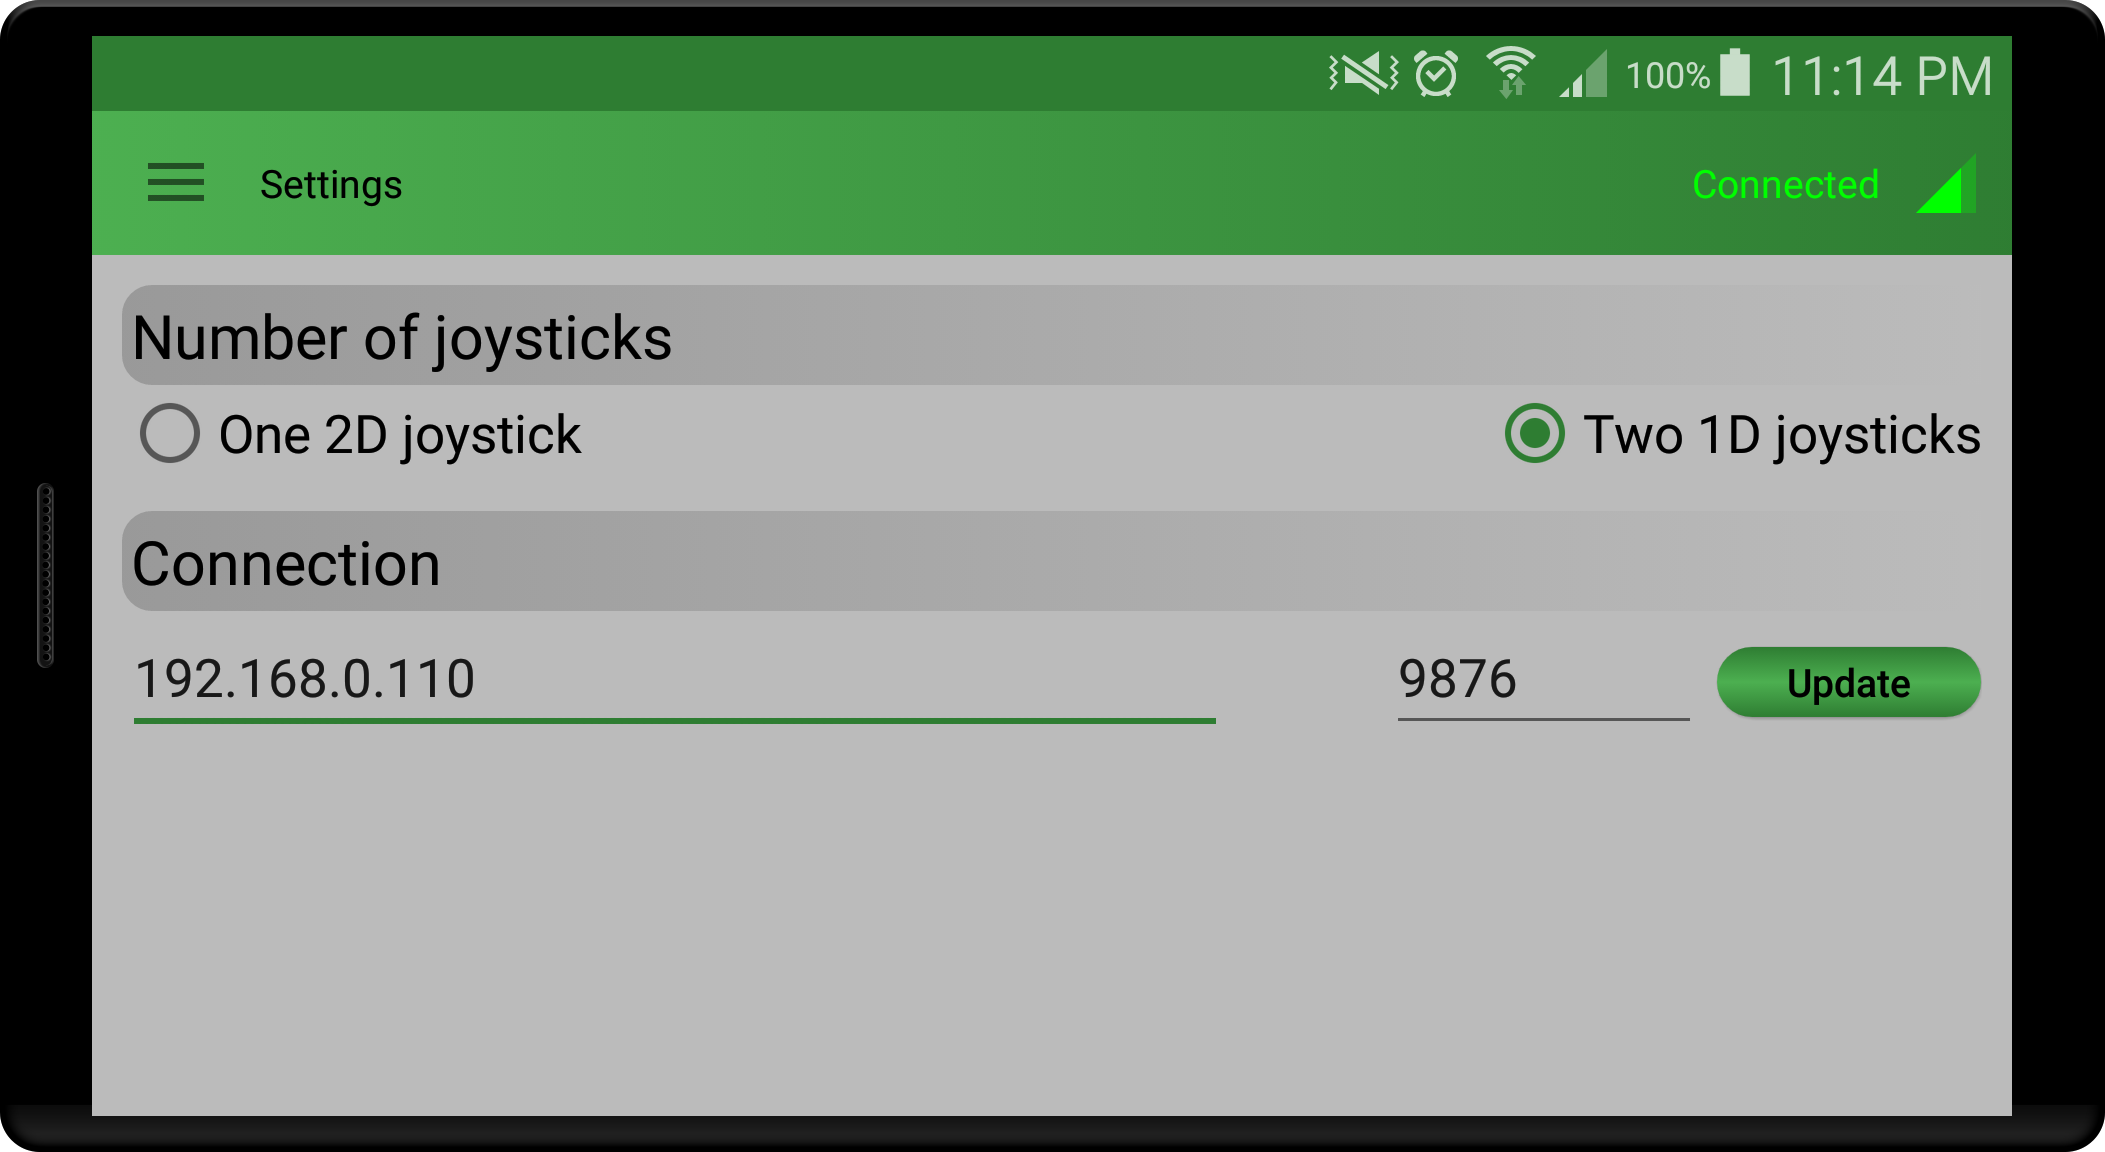 100% 11:14 PM
Settings Connected
Number of joysticks
One 2D joystick Two 1D joysticks
Connection
192.168.0.110 9876 Update